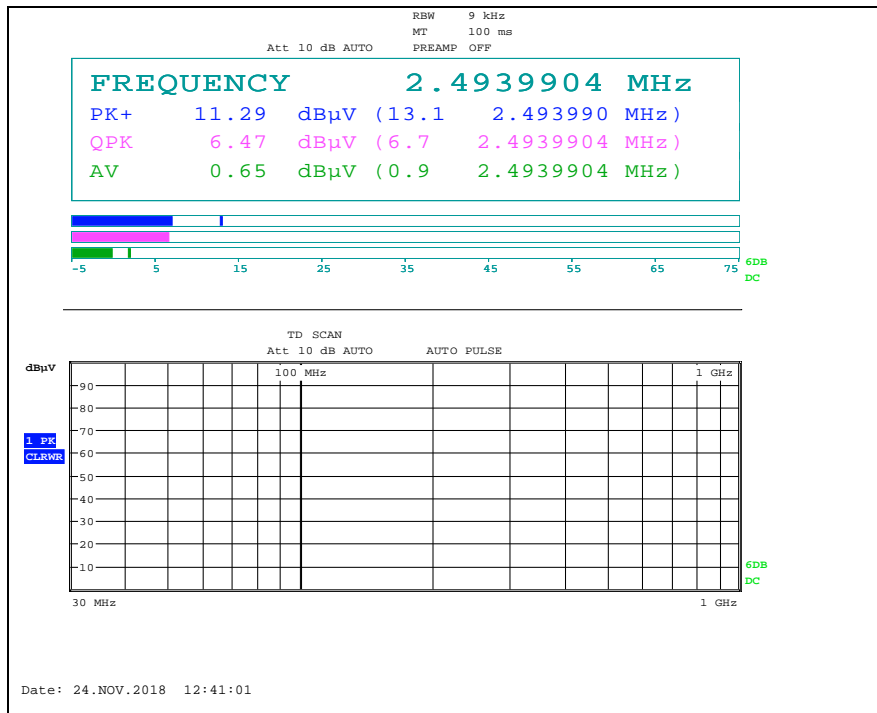 RBW 9 kHz
MT 100 ms
Att 10 dB AUTO PREAMP OFF
FREQUENCY 2.4939904 MHz
PK+ 11.29 dBµV (13.1 2.493990 MHz)
QPK 6.47 dBµV (6.7 2.4939904 MHz)
AV 0.65 dBµV (0.9 2.4939904 MHz)
-5 5 15 25 35 45 55 65 75
6DB
DC
TD SCAN
Att 10 dB AUTO AUTO PULSE
dBµV
100 MHz 1 GHz
90
80
70
1 PK
CLRWR
60
50
40
30
20
10
6DB
DC
30 MHz 1 GHz
Date: 24.NOV.2018 12:41:01